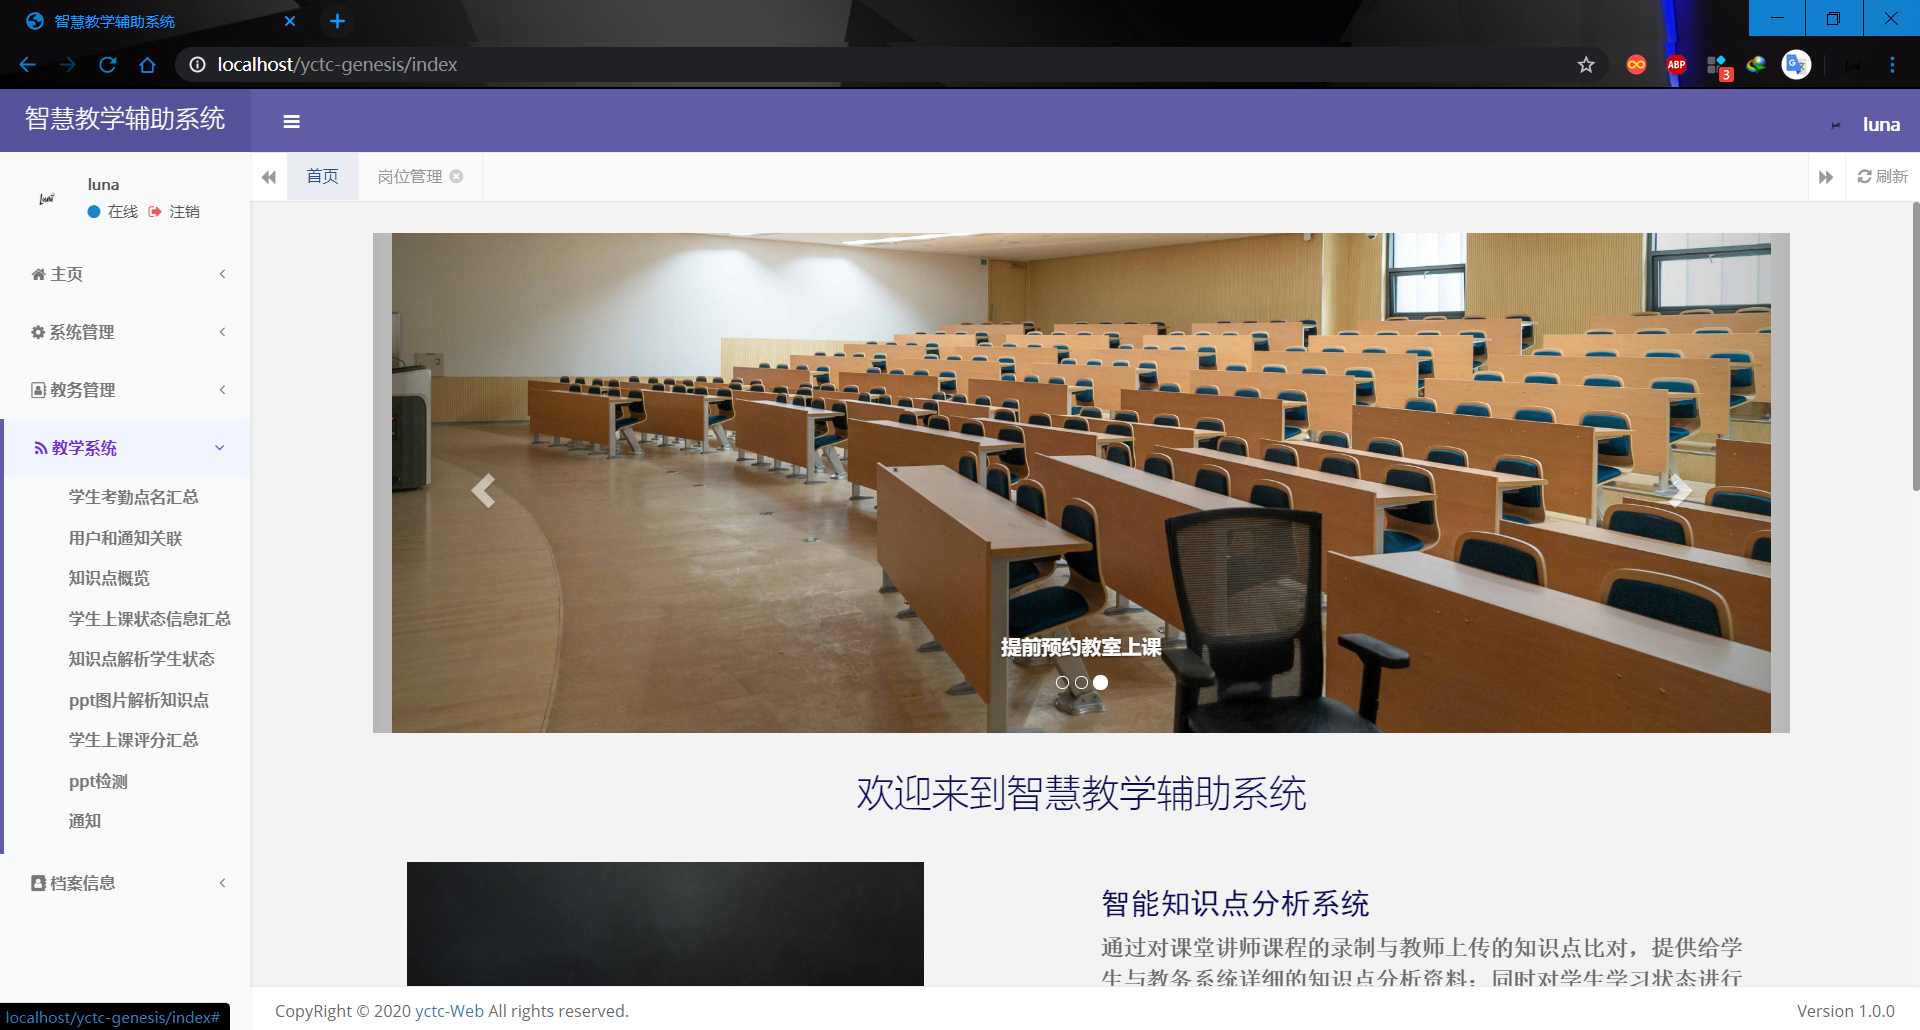 智慧教学辅助系统
localhost/yctc-genesis/index
ABP
3
智慧教学辅助系统
luna
luna
在线 注销
首页
岗位管理
刷新
主页
系统管理
教务管理
教学系统
学生考勤点名汇总
用户和通知关联
知识点概览
学生上课状态信息汇总
知识点解析学生状态
ppt图片解析知识点
学生上课评分汇总
ppt检测
通知
档案信息
提前预约教室上课
欢迎来到智慧教学辅助系统
智能知识点分析系统
通过对课堂讲师课程的录制与教师上传的知识点比对，提供给学
生与教务系统详细的知识点分析资料；同时对学生学习状态进行
CopyRight © 2020 yctc-Web All rights reserved.
Version 1.0.0
localhost/yctc-genesis/index#